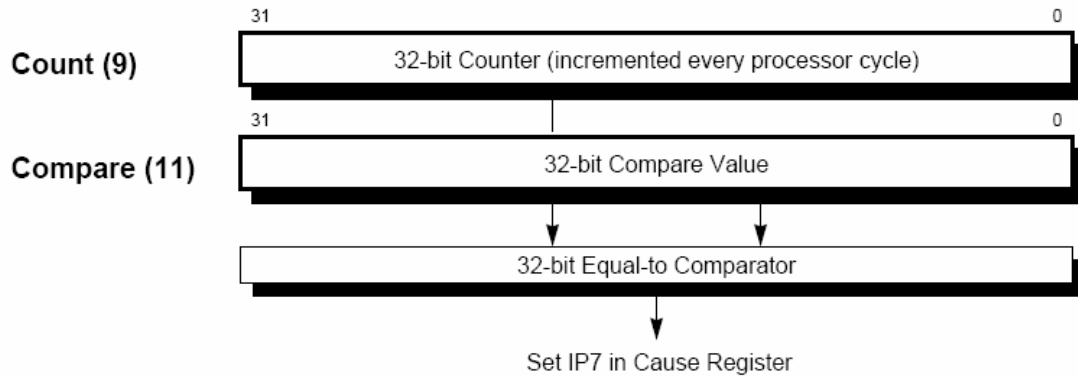 31 0
Count (9) 32-bit Counter (incremented every processor cycle)
31 0
Compare (11) 32-bit Compare Value
32-bit Equal-to Comparator
Set IP7 in Cause Register